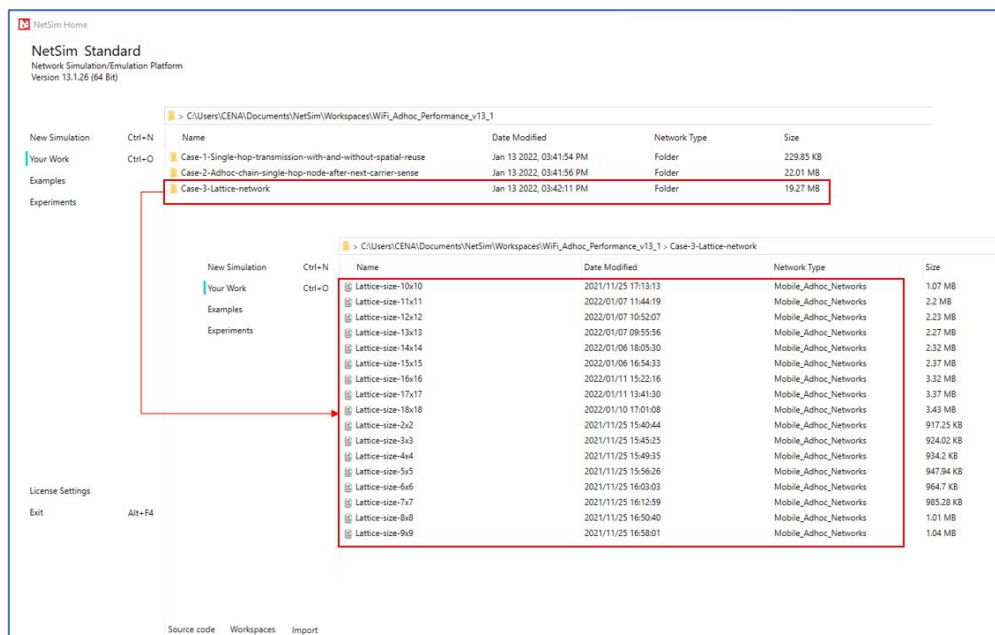 NetSim Home
NetSim Standard
Network Simulation/Emulation Platform
Version 13.1.26 (64 Bit)
> C:\Users\CENA\Documents\NetSim\Workspaces\WiFi_Adhoc_Performance_v13_1
New Simulation Ctrl+N Name Date Modified Network Type Size
Your Work Ctrl+O Case-1-Single-hop-transmission-with-and-without-spatial-reuse Jan 13 2022, 03:41:54 PM Folder 229.85 KB
Case-2-Adhoc-chain-single-hop-node-after-next-carrier-sense Jan 13 2022, 03:41:56 PM Folder 22.01 MB
Examples
Case-3-Lattice-network Jan 13 2022, 03:42:11 PM Folder 19.27 MB
Experiments
> C:\Users\CENA\Documents\NetSim\Workspaces\WiFi_Adhoc_Performance_v13_1 > Case-3-Lattice-network
New Simulation Ctrl+N Name Date Modified Network Type Size
Your Work Ctrl+O Lattice-size-10x10 2021/11/25 17:13:13 Mobile_Adhoc_Networks 1.07 MB
Lattice-size-11x11 2022/01/07 11:44:19 Mobile_Adhoc_Networks 2.2 MB
Examples
Lattice-size-12x12 2022/01/07 10:52:07 Mobile_Adhoc_Networks 2.23 MB
Experiments Lattice-size-13x13 2022/01/07 09:55:56 Mobile_Adhoc_Networks 2.27 MB
Lattice-size-14x14 2022/01/06 18:05:30 Mobile_Adhoc_Networks 2.32 MB
Lattice-size-15x15 2022/01/06 16:54:33 Mobile_Adhoc_Networks 2.37 MB
Lattice-size-16x16 2022/01/11 15:22:16 Mobile_Adhoc_Networks 3.32 MB
Lattice-size-17x17 2022/01/11 13:41:30 Mobile_Adhoc_Networks 3.37 MB
Lattice-size-18x18 2022/01/10 17:01:08 Mobile_Adhoc_Networks 3.43 MB
Lattice-size-2x2 2021/11/25 15:40:44 Mobile_Adhoc_Networks 917.25 KB
Lattice-size-3x3 2021/11/25 15:45:25 Mobile_Adhoc_Networks 924.02 KB
Lattice-size-4x4 2021/11/25 15:49:35 Mobile_Adhoc_Networks 934.2 KB
Lattice-size-5x5 2021/11/25 15:56:26 Mobile_Adhoc_Networks 947.94 KB
Lattice-size-6x6 2021/11/25 16:03:03 Mobile_Adhoc_Networks 964.7 KB
License Settings
Lattice-size-7x7 2021/11/25 16:12:59 Mobile_Adhoc_Networks 985.28 KB
Exit Alt+F4 Lattice-size-8x8 2021/11/25 16:50:40 Mobile_Adhoc_Networks 1.01 MB
Lattice-size-9x9 2021/11/25 16:58:01 Mobile_Adhoc_Networks 1.04 MB
Source code Workspaces Import